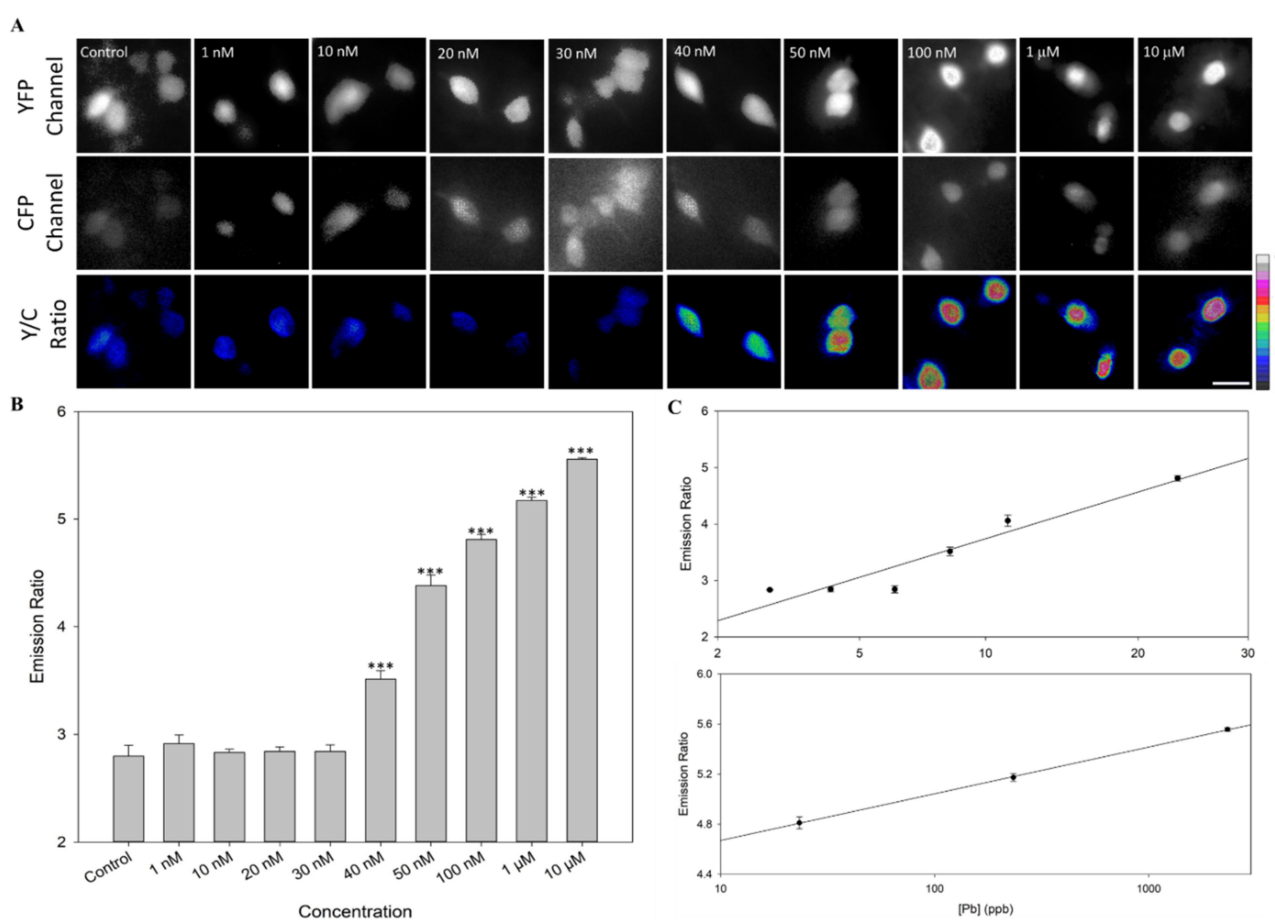 A
Control 1 nM 10 nM 20 nM 30 nM 40 nM 50 nM 100 nM 1 μM 10 μM
YFP
Channel
CFP
Channel
Y/C
Ratio
B
6
5
4
3
2
Emission Ratio
Control 1 nM 10 nM 20 nM 30 nM 40 nM 50 nM 100 nM 1 μM 10 μM
*** *** *** *** ***
Concentration
C
6
5
4
3
2
Emission Ratio
2 5 10 20 30
6.0
5.6
5.2
4.8
4.4
Emission Ratio
10 100 1000
[Pb] (ppb)